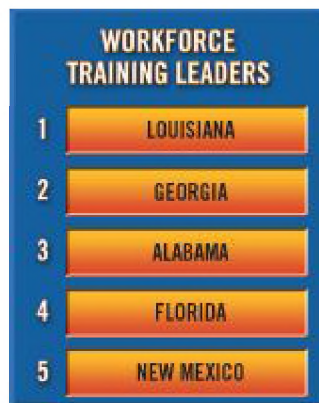 WORKFORCE
TRAINING LEADERS
1 LOUISIANA
2 GEORGIA
3 ALABAMA
4 FLORIDA
5 NEW MEXICO